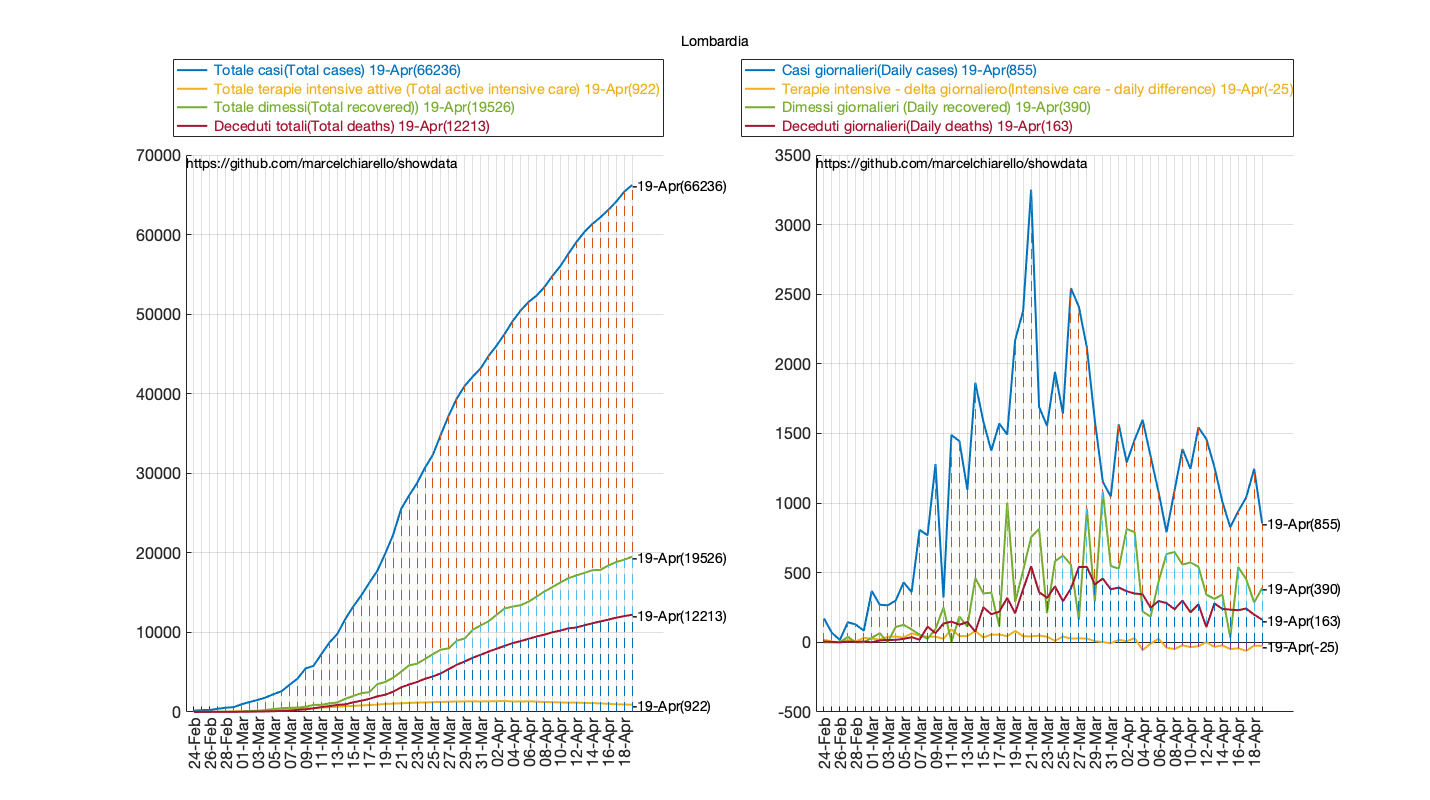 Lombardia
Totale casi(Total cases) 19-Apr(66236)
Totale terapie intensive attive (Total active intensive care) 19-Apr(922)
Totale dimessi(Total recovered)) 19-Apr(19526)
Deceduti totali(Total deaths) 19-Apr(12213)
https://github.com/marcelchiarello/showdata
70000
60000
50000
40000
30000
20000
10000
0
19-Apr(66236)
19-Apr(19526)
19-Apr(12213)
19-Apr(922)
24-Feb
26-Feb
28-Feb
01-Mar
03-Mar
05-Mar
07-Mar
09-Mar
11-Mar
13-Mar
15-Mar
17-Mar
19-Mar
21-Mar
23-Mar
25-Mar
27-Mar
29-Mar
31-Mar
02-Apr
04-Apr
06-Apr
08-Apr
10-Apr
12-Apr
14-Apr
16-Apr
18-Apr
Casi giornalieri(Daily cases) 19-Apr(855)
Terapie intensive - delta giornaliero(Intensive care - daily difference) 19-Apr(-25)
Dimessi giornalieri (Daily recovered) 19-Apr(390)
Deceduti giornalieri(Daily deaths) 19-Apr(163)
https://github.com/marcelchiarello/showdata
3500
3000
2500
2000
1500
1000
500
0
-500
19-Apr(855)
19-Apr(390)
19-Apr(163)
19-Apr(-25)
24-Feb
26-Feb
28-Feb
01-Mar
03-Mar
05-Mar
07-Mar
09-Mar
11-Mar
13-Mar
15-Mar
17-Mar
19-Mar
21-Mar
23-Mar
25-Mar
27-Mar
29-Mar
31-Mar
02-Apr
04-Apr
06-Apr
08-Apr
10-Apr
12-Apr
14-Apr
16-Apr
18-Apr